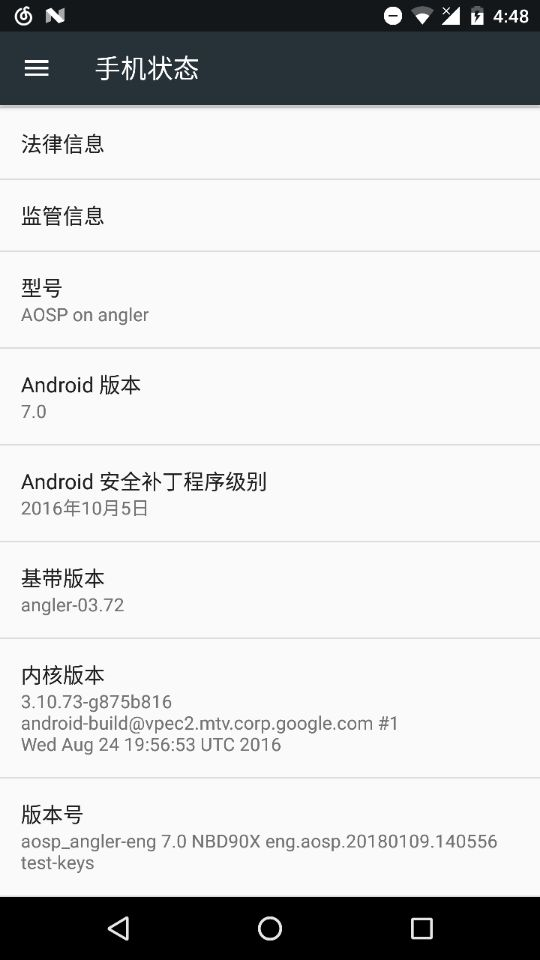 4:48
手机状态
法律信息
监管信息
型号
AOSP on angler
Android 版本
7.0
Android 安全补丁程序级别
2016年10月5日
基带版本
angler-03.72
内核版本
3.10.73-g875b816
android-build@vpec2.mtv.corp.google.com #1
Wed Aug 24 19:56:53 UTC 2016
版本号
aosp_angler-eng 7.0 NBD90X eng.aosp.20180109.140556
test-keys